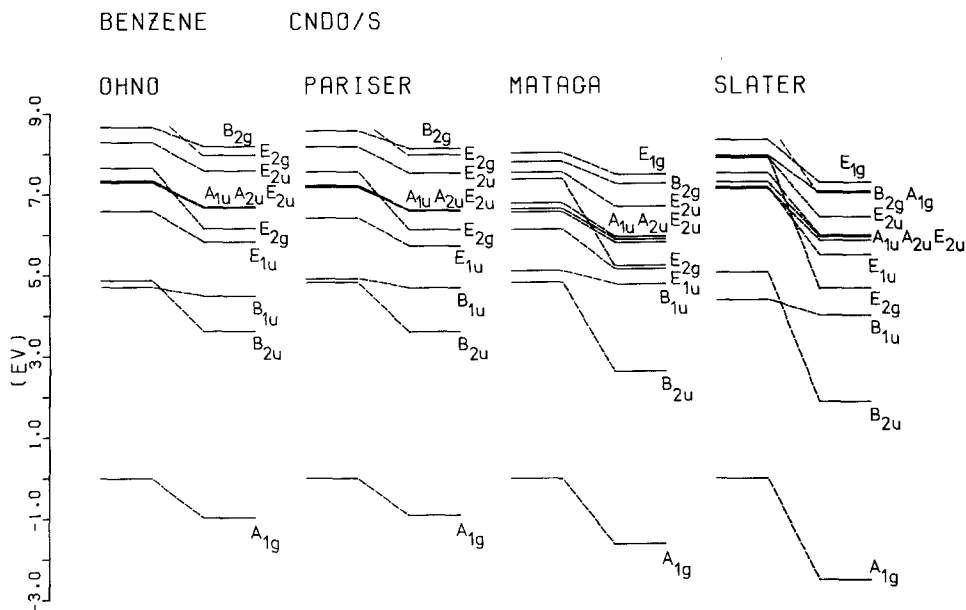 BENZENE CNDO/S
OHNO PARISER MATAGA SLATER
9.0
7.0
5.0
3.0
1.0
-1.0
-3.0
(EV)
B2g
E2g
E2u
A1u A2u E2u
E2g
E1u
B1u
B2u
A1g
B2g
E2g
E2u
A1u A2u E2u
E2g
E1u
B1u
B2u
A1g
E1g
B2g
E2u
A1u A2u E2u
E2g
E1u
B1u
B2u
A1g
E1g
B2g A1g
E2u
A1u A2u E2u
E1u
E2g
B1u
B2u
A1g